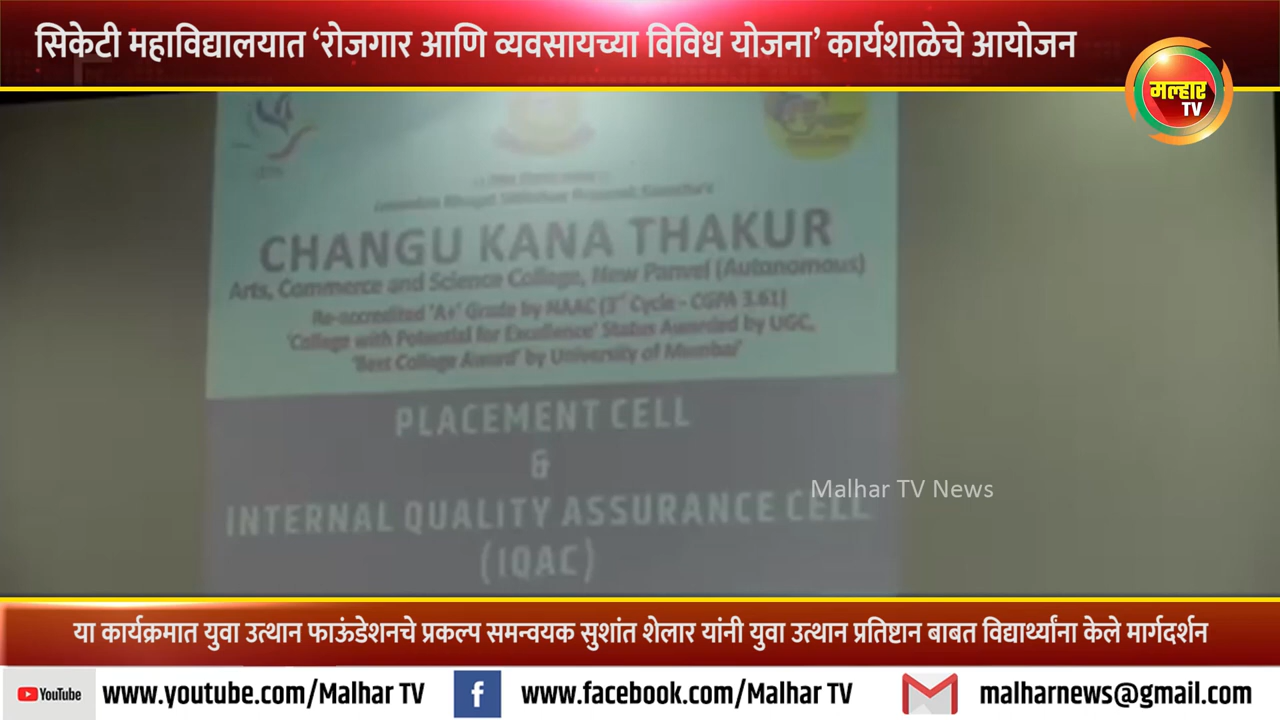 सिकेटी महाविद्यालयात ‘रोजगार आणि व्यवसायच्या विविध योजना’ कार्यशाळेचे आयोजन
मल्हार
TV
CHANGU KANA THAKUR
Arts, Commerce and Science College, New Panvel (Autonomous)
Re-accredited 'A+' Grade by NAAC (3rd Cycle - CGPA 3.61)
'College with Potential for Excellence' Status Awarded by UGC,
'Best College Award' by University of Mumbai'
PLACEMENT CELL
&
Malhar TV News
INTERNAL QUALITY ASSURANCE CELL
(IQAC)
या कार्यक्रमात युवा उत्थान फाऊंडेशनचे प्रकल्प समन्वयक सुशांत शेलार यांनी युवा उत्थान प्रतिष्टान बाबत विद्यार्थ्यांना केले मार्गदर्शन
YouTube www.youtube.com/Malhar TV f www.facebook.com/Malhar TV malharnews@gmail.com